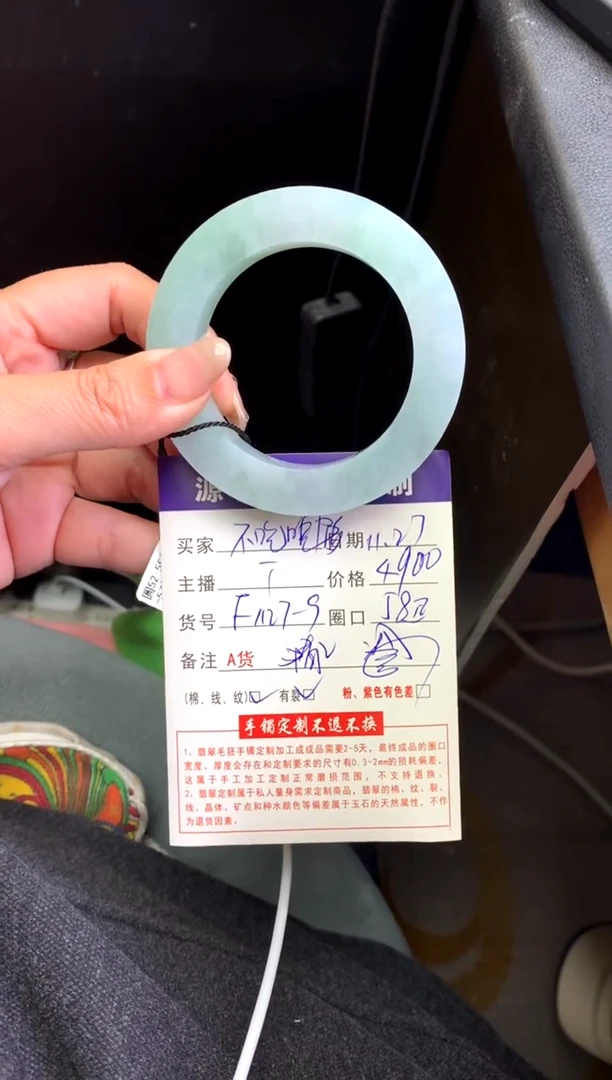 源 制
买家 不吃 日期 11.27
主播 丁 价格 4900
货号 F1127-9 圈口 58
备注 A货
(棉、线、纹)□ 有裂□ 粉、紫色有色差□
手镯定制不退不换
1、翡翠毛胚手镯定制加工成成品需要2-5天，最终成品的圈口
宽度、厚度会存在和定制要求的尺寸有0.3-2mm的损耗偏差，
这属于手工加工定制正常磨损范围，不支持退换、
2、翡翠定制属于私人量身需求定制商品，翡翠的棉、纹、裂，
线、晶体、矿点和种水颜色等偏差属于玉石的天然属性，不作
为退货因素。